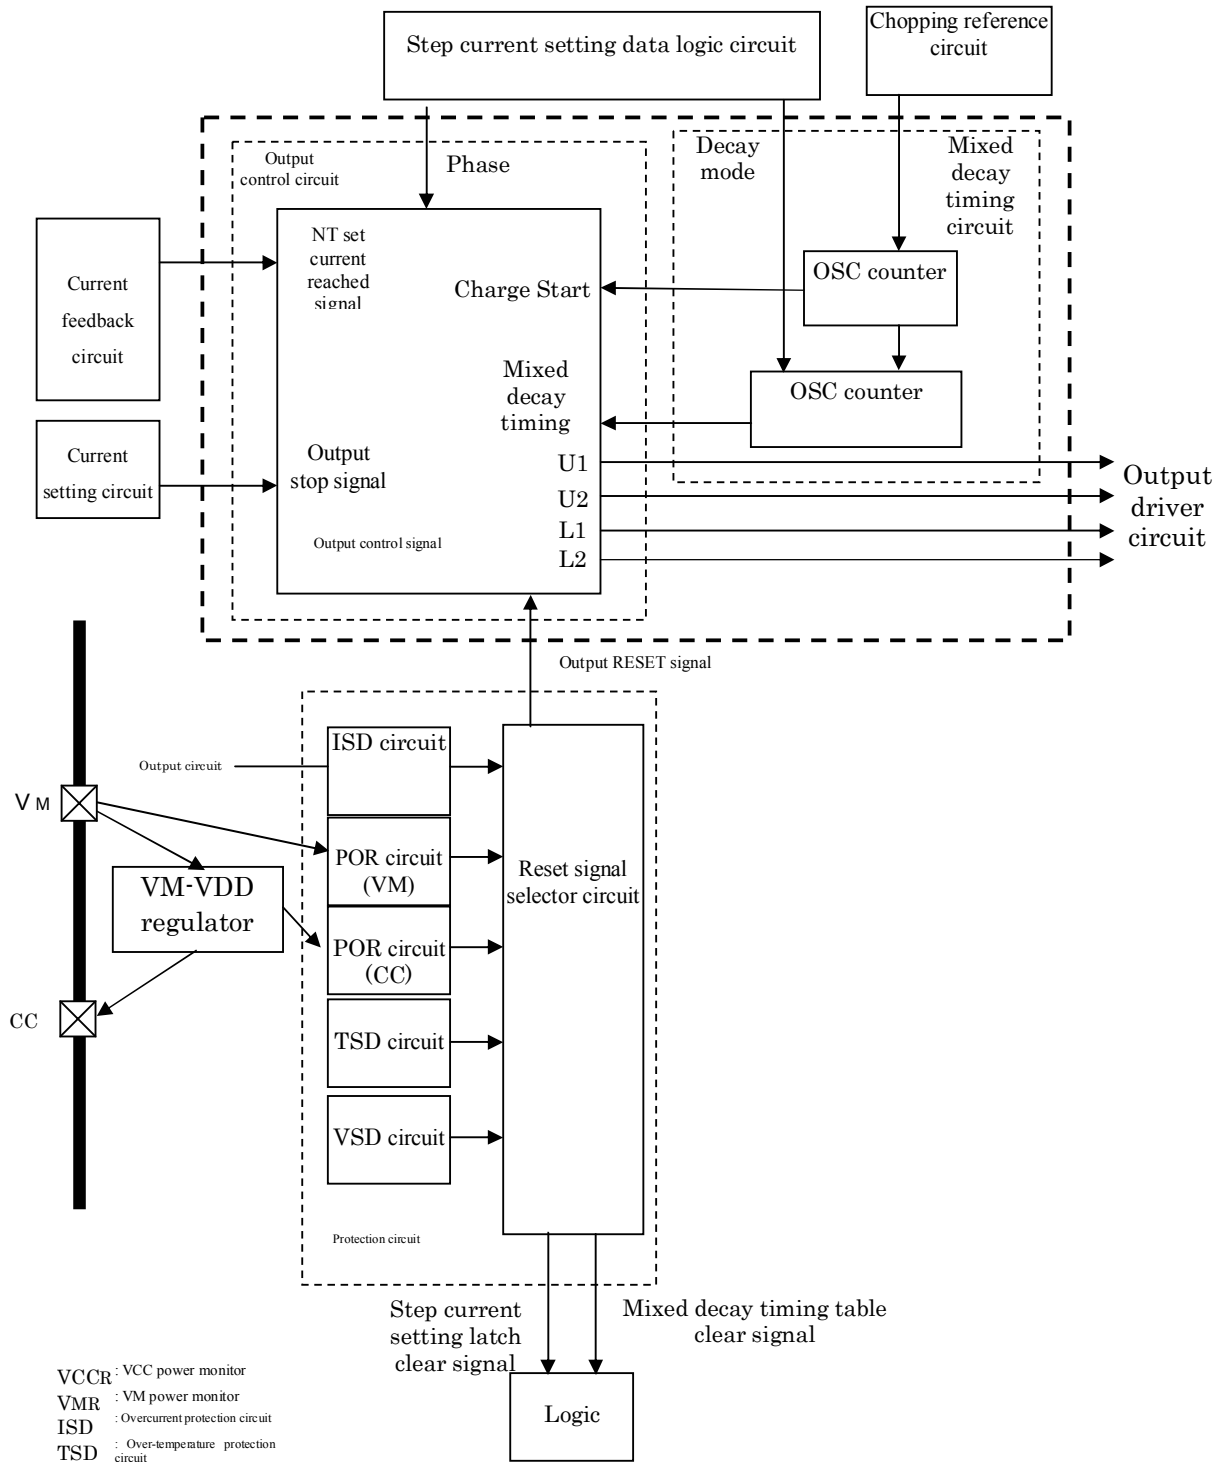 Step current setting data logic circuit
Chopping reference
circuit
Output
control circuit
Phase
Decay
mode
Mixed
decay
timing
circuit
NT set
current
reached
signal
Current
feedback
circuit
Charge Start
OSC counter
OSC counter
Mixed
decay
timing
Current
setting circuit
Output
stop signal
Output control signal
U1
U2
L1
L2
Output
driver
circuit
Output RESET signal
Output circuit
ISD circuit
VM
POR circuit
(VM)
Reset signal
selector circuit
VM-VDD
regulator
POR circuit
(CC)
CC
TSD circuit
VSD circuit
Protection circuit
Step current
setting latch
clear signal
Mixed decay timing table
clear signal
Logic
VCCR : VCC power monitor
VMR : VM power monitor
ISD : Overcurrent protection circuit
TSD : Over-temperature protection
circuit